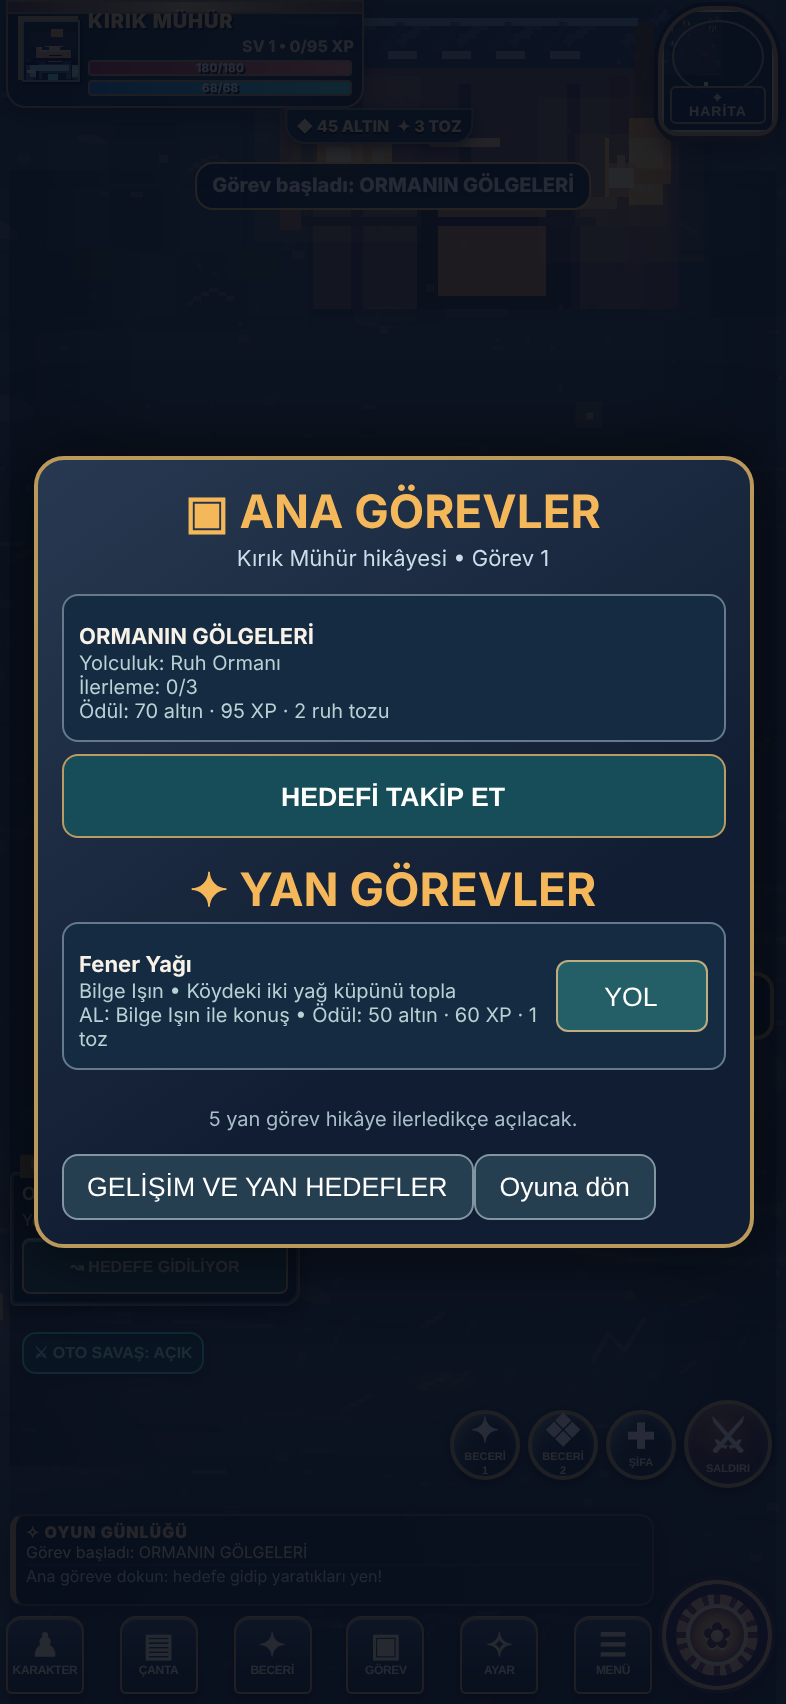 KIRIK MÜHÜR
SV 1 • 0/95 XP
180/180
68/68
◆ 45 ALTIN ✦ 3 TOZ
✦
HARİTA
Görev başladı: ORMANIN GÖLGELERİ
▣ ANA GÖREVLER
Kırık Mühür hikâyesi • Görev 1
ORMANIN GÖLGELERİ
Yolculuk: Ruh Ormanı
İlerleme: 0/3
Ödül: 70 altın · 95 XP · 2 ruh tozu
HEDEFİ TAKİP ET
✦ YAN GÖREVLER
Fener Yağı
Bilge Işın • Köydeki iki yağ küpünü topla
AL: Bilge Işın ile konuş • Ödül: 50 altın · 60 XP · 1
toz
YOL
5 yan görev hikâye ilerledikçe açılacak.
GELİŞİM VE YAN HEDEFLER
Oyuna dön
↝ HEDEFE GİDİLİYOR
⚔ OTO SAVAŞ: AÇIK
BECERİ
1
BECERİ
2
ŞİFA
SALDIRI
✧ OYUN GÜNLÜĞÜ
Görev başladı: ORMANIN GÖLGELERİ
Ana göreve dokun: hedefe gidip yaratıkları yen!
KARAKTER
ÇANTA
BECERİ
GÖREV
AYAR
MENÜ